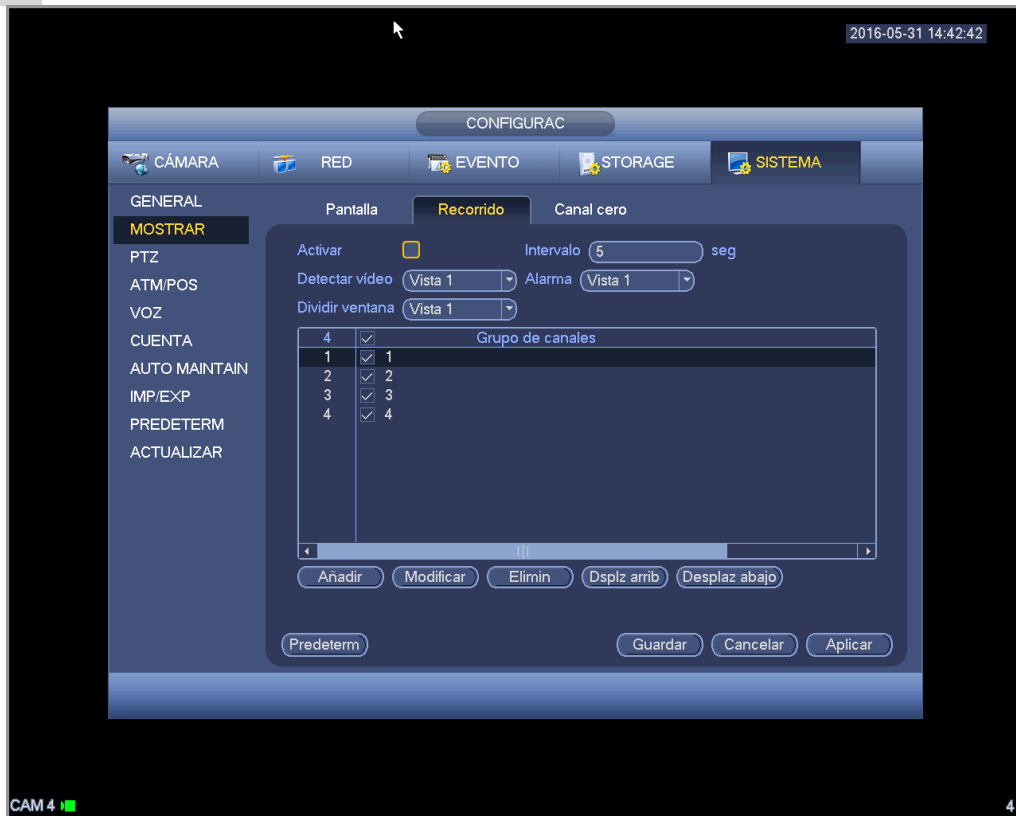 2016-05-31 14:42:42
CONFIGURAC
CÁMARA RED EVENTO STORAGE SISTEMA
GENERAL
MOSTRAR
PTZ
ATM/POS
VOZ
CUENTA
AUTO MAINTAIN
IMP/EXP
PREDETERM
ACTUALIZAR
Pantalla Recorrido Canal cero
Activar Intervalo 5 seg
Detectar vídeo Vista 1 Alarma Vista 1
Dividir ventana Vista 1
4 Grupo de canales
1 1
2 2
3 3
4 4
Añadir Modificar Elimin Dsplz arrib Desplaz abajo
Predeterm Guardar Cancelar Aplicar
CAM 4 4